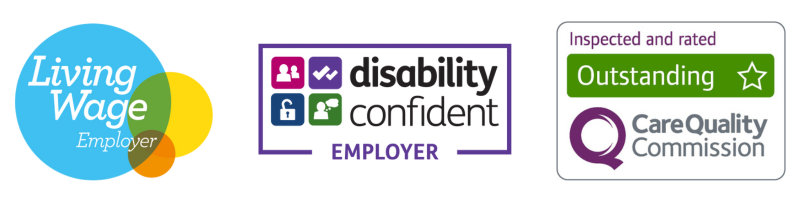 Living
Wage
Employer
disability
confident
EMPLOYER
Inspected and rated
Outstanding
CareQuality
Commission